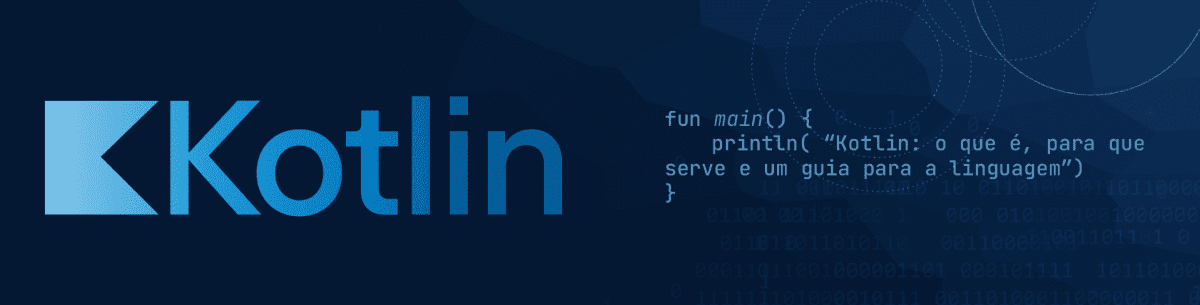 Kotlin
fun main() {
println( “Kotlin: o que é, para que
serve e um guia para a linguagem”)
}